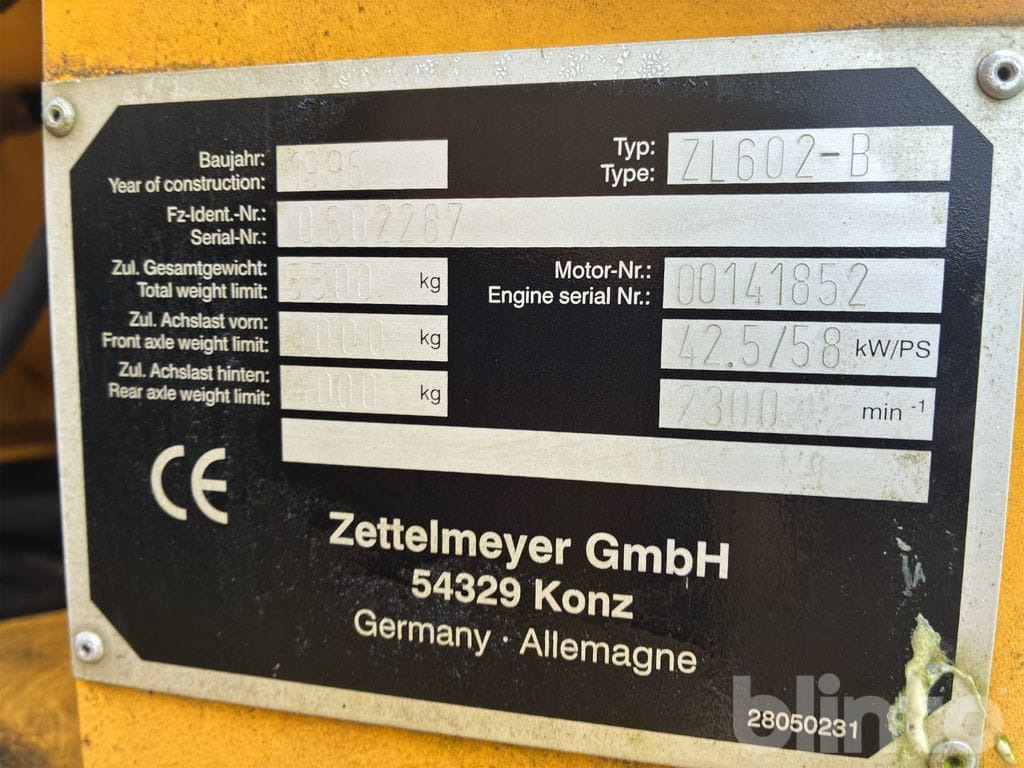 Baujahr: 1996
Year of construction:
Typ: ZL602-B
Type:
Fz-Ident.-Nr.: 0602287
Serial-Nr.:
Zul. Gesamtgewicht: 5500 kg
Total weight limit:
Motor-Nr.: 00141852
Engine serial Nr.:
Zul. Achslast vorn: 4000 kg
Front axle weight limit:
42.5/58 kW/PS
Zul. Achslast hinten: 4000 kg
Rear axle weight limit:
2300 min -1
CE
Zettelmeyer GmbH
54329 Konz
Germany · Allemagne
28050231
blinto